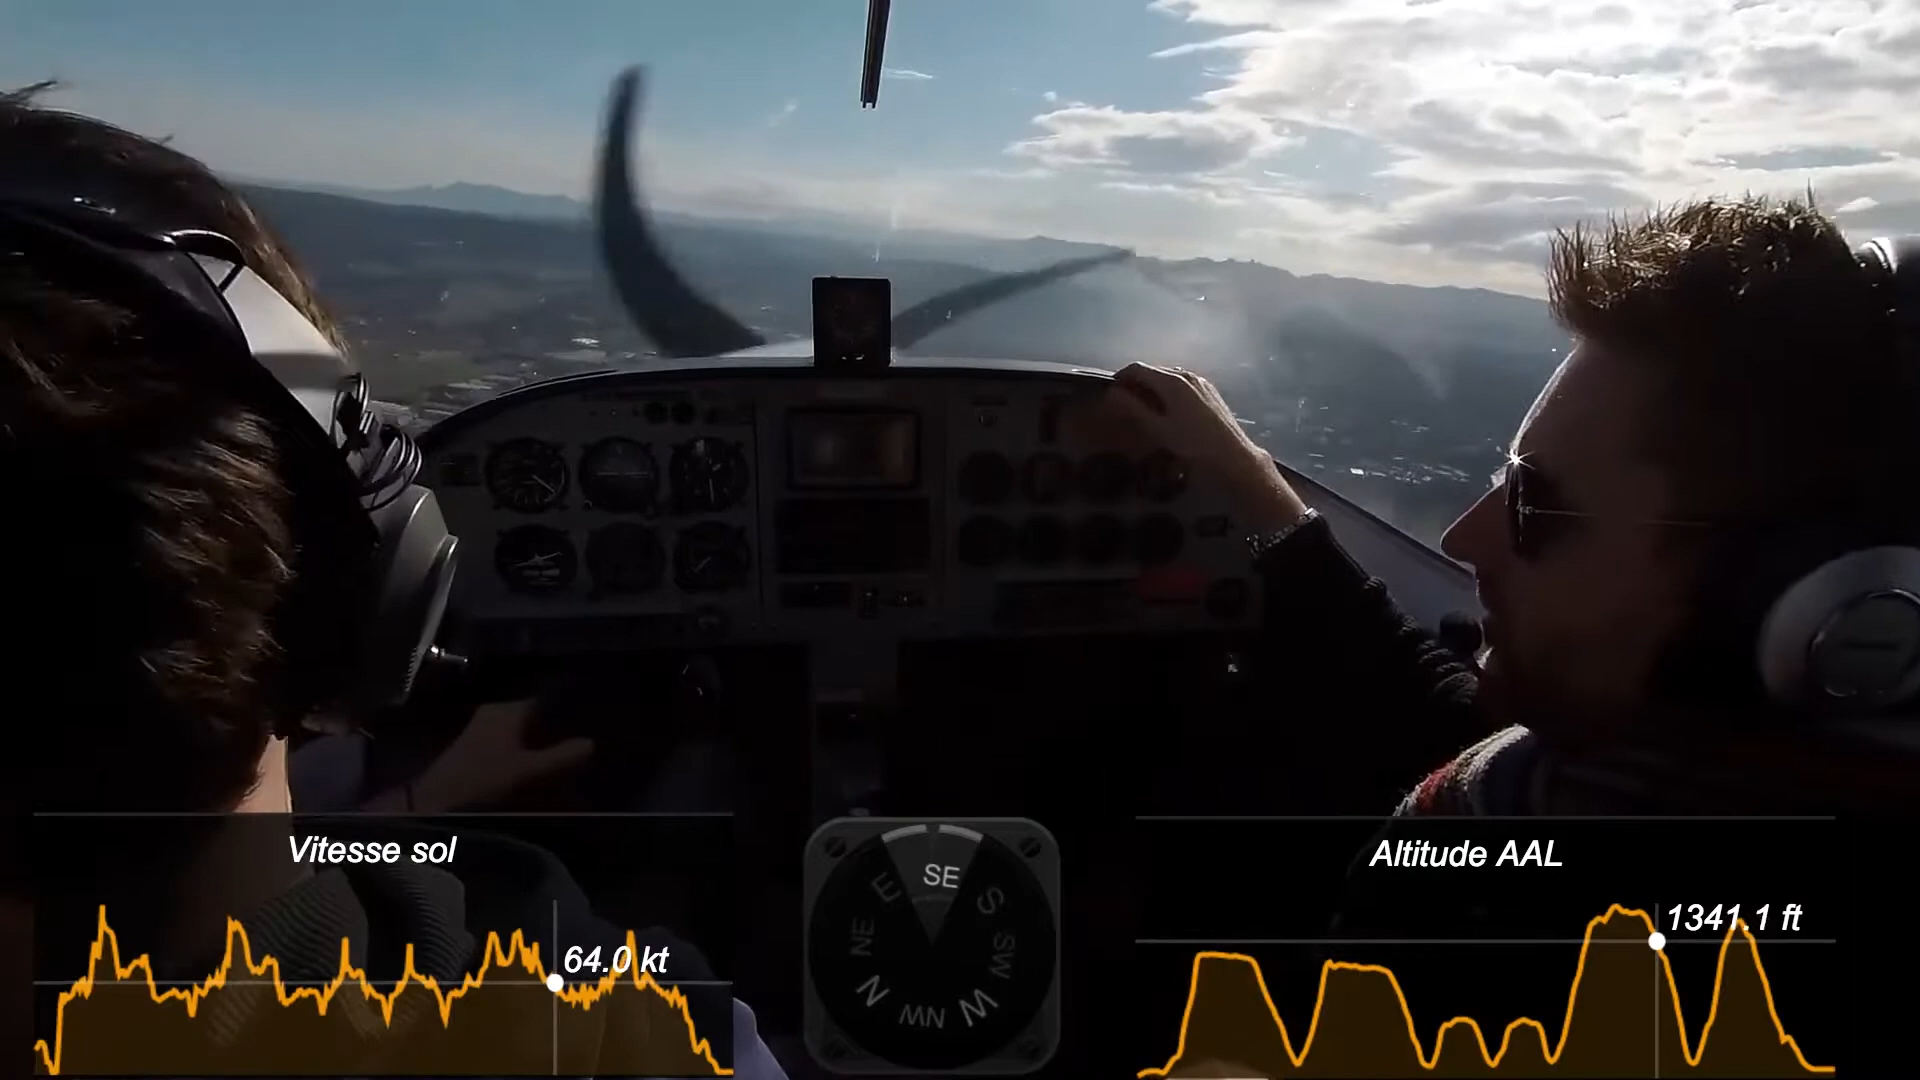 Vitesse sol
64.0 kt
SE
E
S
NE
SW
N
NW
W
Altitude AAL
1341.1 ft